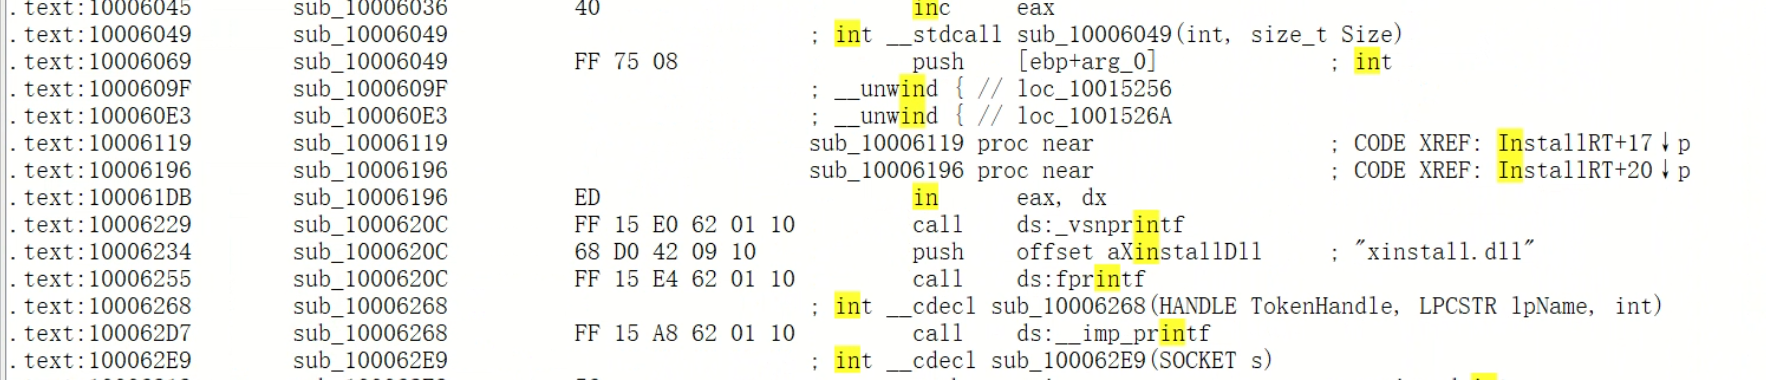 .text:10006045 sub_10006036 40 inc eax
.text:10006049 sub_10006049 ; int __stdcall sub_10006049(int, size_t Size)
.text:10006069 sub_10006049 FF 75 08 push [ebp+arg_0] ; int
.text:1000609F sub_1000609F ; __unwind { // loc_10015256
.text:100060E3 sub_100060E3 ; __unwind { // loc_1001526A
.text:10006119 sub_10006119 sub_10006119 proc near ; CODE XREF: InstallRT+17↓p
.text:10006196 sub_10006196 sub_10006196 proc near ; CODE XREF: InstallRT+20↓p
.text:100061DB sub_10006196 ED in eax, dx
.text:10006229 sub_1000620C FF 15 E0 62 01 10 call ds:_vsnprintf
.text:10006234 sub_1000620C 68 D0 42 09 10 push offset aXinstallDll ; "xinstall.dll"
.text:10006255 sub_1000620C FF 15 E4 62 01 10 call ds:fprintf
.text:10006268 sub_10006268 ; int __cdecl sub_10006268(HANDLE TokenHandle, LPCSTR lpName, int)
.text:100062D7 sub_10006268 FF 15 A8 62 01 10 call ds:__imp_printf
.text:100062E9 sub_100062E9 ; int __cdecl sub_100062E9(SOCKET s)